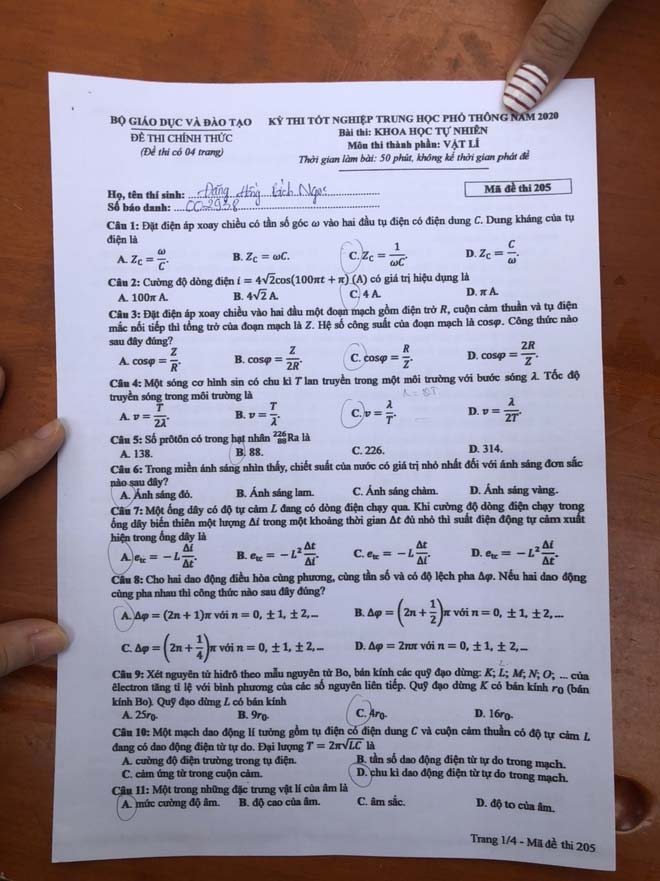 BỘ GIÁO DỤC VÀ ĐÀO TẠO
ĐỀ THI CHÍNH THỨC
(Đề thi có 04 trang)
KỲ THI TỐT NGHIỆP TRUNG HỌC PHỔ THÔNG NĂM 2020
Bài thi: KHOA HỌC TỰ NHIÊN
Môn thi thành phần: VẬT LÍ
Thời gian làm bài: 50 phút, không kể thời gian phát đề
Họ, tên thí sinh: Đặng Hồng Bích Ngọc
Số báo danh: 002938
Mã đề thi 205
Câu 1: Đặt điện áp xoay chiều có tần số góc ω vào hai đầu tụ điện có điện dung C. Dung kháng của tụ
điện là
A. Z_C = ω/C. B. Z_C = ωC. C. Z_C = 1/(ωC). D. Z_C = C/ω.
Câu 2: Cường độ dòng điện i = 4√2cos(100πt + π) (A) có giá trị hiệu dụng là
A. 100π A. B. 4√2 A. C. 4 A. D. π A.
Câu 3: Đặt điện áp xoay chiều vào hai đầu một đoạn mạch gồm điện trở R, cuộn cảm thuần và tụ điện
mắc nối tiếp thì tổng trở của đoạn mạch là Z. Hệ số công suất của đoạn mạch là cosφ. Công thức nào
sau đây đúng?
A. cosφ = Z/R. B. cosφ = Z/(2R). C. cosφ = R/Z. D. cosφ = 2R/Z.
Câu 4: Một sóng cơ hình sin có chu kì T lan truyền trong một môi trường với bước sóng λ. Tốc độ
truyền sóng trong môi trường là
A. v = T/(2λ). B. v = T/λ. C. v = λ/T. D. v = λ/(2T).
Câu 5: Số prôtôn có trong hạt nhân ²²⁶₈₈Ra là
A. 138. B. 88. C. 226. D. 314.
Câu 6: Trong miền ánh sáng nhìn thấy, chiết suất của nước có giá trị nhỏ nhất đối với ánh sáng đơn sắc
nào sau đây?
A. Ánh sáng đỏ. B. Ánh sáng lam. C. Ánh sáng chàm. D. Ánh sáng vàng.
Câu 7: Một ống dây có độ tự cảm L đang có dòng điện chạy qua. Khi cường độ dòng điện chạy trong
ống dây biến thiên một lượng Δi trong một khoảng thời gian Δt đủ nhỏ thì suất điện động tự cảm xuất
hiện trong ống dây là
A. e_tc = −L Δi/Δt. B. e_tc = −L² Δt/Δi. C. e_tc = −L Δt/Δi. D. e_tc = −L² Δi/Δt.
Câu 8: Cho hai dao động điều hòa cùng phương, cùng tần số và có độ lệch pha Δφ. Nếu hai dao động
cùng pha nhau thì công thức nào sau đây đúng?
A. Δφ = (2n + 1)π với n = 0, ± 1, ± 2,... B. Δφ = (2n + 1/2)π với n = 0, ± 1, ± 2,...
C. Δφ = (2n + 1/4)π với n = 0, ± 1, ± 2,... D. Δφ = 2nπ với n = 0, ± 1, ± 2,...
Câu 9: Xét nguyên tử hiđrô theo mẫu nguyên tử Bo, bán kính các quỹ đạo dừng: K; L; M; N; O; ... của
êlectron tăng tỉ lệ với bình phương của các số nguyên liên tiếp. Quỹ đạo dừng K có bán kính r₀ (bán
kính Bo). Quỹ đạo dừng L có bán kính
A. 25r₀. B. 9r₀. C. 4r₀. D. 16r₀.
Câu 10: Một mạch dao động lí tưởng gồm tụ điện có điện dung C và cuộn cảm thuần có độ tự cảm L
đang có dao động điện từ tự do. Đại lượng T = 2π√LC là
A. cường độ điện trường trong tụ điện. B. tần số dao động điện từ tự do trong mạch.
C. cảm ứng từ trong cuộn cảm. D. chu kì dao động điện từ tự do trong mạch.
Câu 11: Một trong những đặc trưng vật lí của âm là
A. mức cường độ âm. B. độ cao của âm. C. âm sắc. D. độ to của âm.
Trang 1/4 - Mã đề thi 205